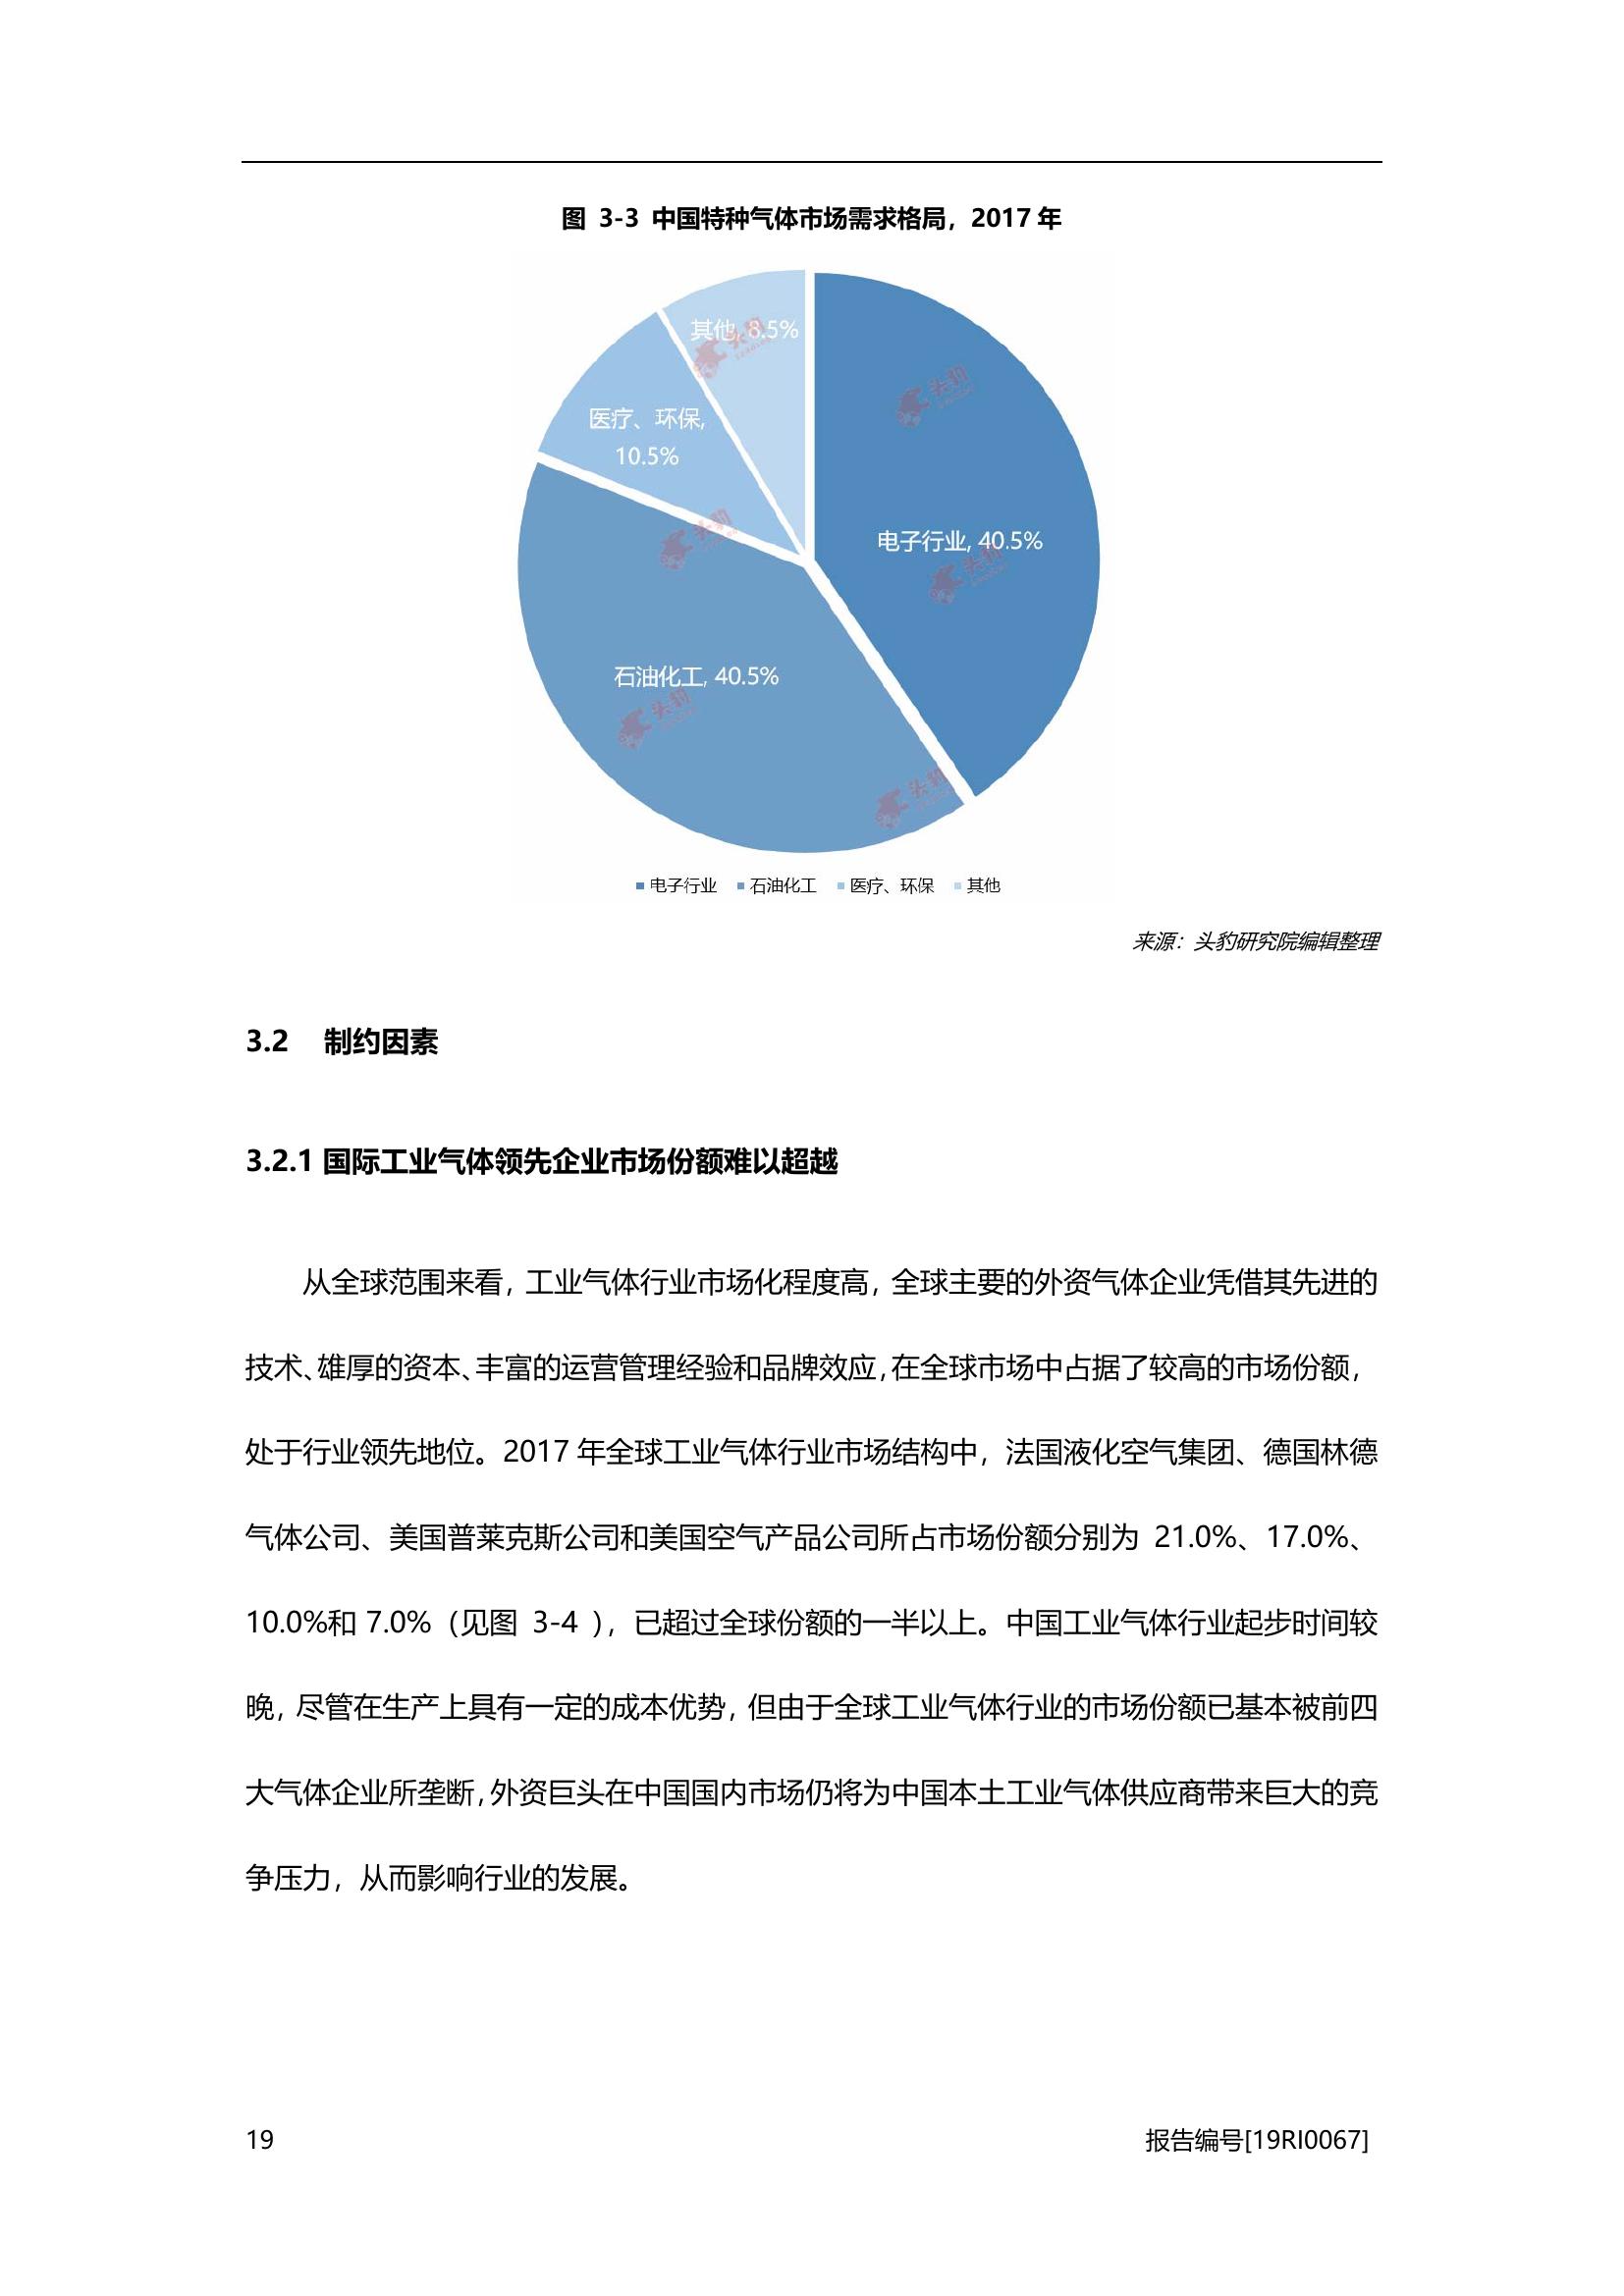 图 3-3 中国特种气体市场需求格局，2017 年
其他, 8.5%
医疗、环保,
10.5%
电子行业, 40.5%
石油化工, 40.5%
头豹
头豹
头豹
头豹
头豹
头豹
电子行业 石油化工 医疗、环保 其他
来源：头豹研究院编辑整理
3.2 制约因素
3.2.1 国际工业气体领先企业市场份额难以超越
从全球范围来看，工业气体行业市场化程度高，全球主要的外资气体企业凭借其先进的
技术、雄厚的资本、丰富的运营管理经验和品牌效应，在全球市场中占据了较高的市场份额，
处于行业领先地位。2017 年全球工业气体行业市场结构中，法国液化空气集团、德国林德
气体公司、美国普莱克斯公司和美国空气产品公司所占市场份额分别为 21.0%、17.0%、
10.0%和 7.0%（见图 3-4 ），已超过全球份额的一半以上。中国工业气体行业起步时间较
晚，尽管在生产上具有一定的成本优势，但由于全球工业气体行业的市场份额已基本被前四
大气体企业所垄断，外资巨头在中国国内市场仍将为中国本土工业气体供应商带来巨大的竞
争压力，从而影响行业的发展。
19 报告编号[19RI0067]